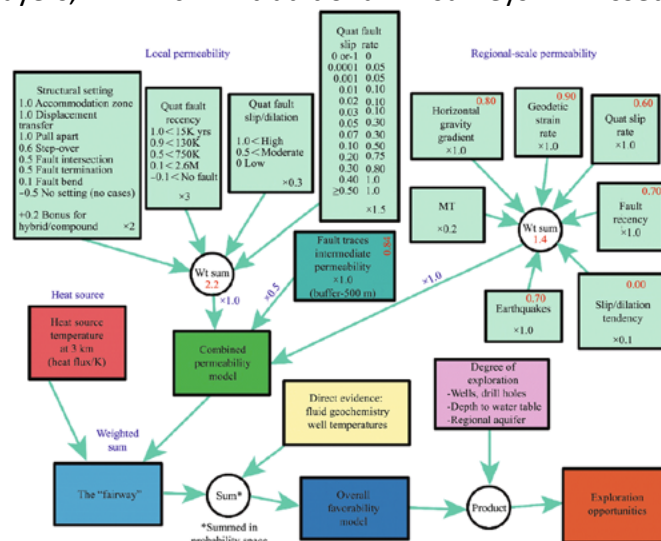 Local permeability
Regional-scale permeability
Structural setting
1.0 Accommodation zone
1.0 Displacement
transfer
1.0 Pull apart
0.6 Step-over
0.5 Fault intersection
0.5 Fault termination
0.1 Fault bend
−0.5 No setting (no cases)
+0.2 Bonus for
hybrid/compound ×2
Quat fault
recency
1.0<15K yrs
0.9<130K
0.5<750K
0.1<2.6M
−0.1<No fault
×3
Quat fault
slip/dilation
1.0<High
0.5<Moderate
0 Low
×0.3
Quat fault
slip rate
0 or-1 0
0.0001 0.05
0.001 0.05
0.01 0.10
0.02 0.10
0.03 0.10
0.05 0.30
0.07 0.30
0.10 0.50
0.20 0.75
0.30 0.80
0.40 1.0
≥0.50 1.0
×1.5
0.80
Horizontal
gravity
gradient
×1.0
0.90
Geodetic
strain
rate
×1.0
0.60
Quat slip
rate
×1.0
MT
×0.2
0.70
Fault
recency
×1.0
Wt sum
1.4
0.70
Earthquakes
×1.0
0.00
Slip/dilation
tendency
×0.1
Wt sum
2.2
×1.0
×0.5
×1.0
Fault traces
intermediate
permeability
×1.0
(buffer-500 m)
0.84
Heat source
Heat source
temperature
at 3 km
(heat flux/K)
Combined
permeability
model
Direct evidence:
fluid geochemistry
well temperatures
Degree of
exploration
-Wells, drill holes
-Depth to water table
-Regional aquifer
Weighted
sum
The "fairway"
Sum*
*Summed in
probability space
Overall
favorability
model
Product
Exploration
opportunities